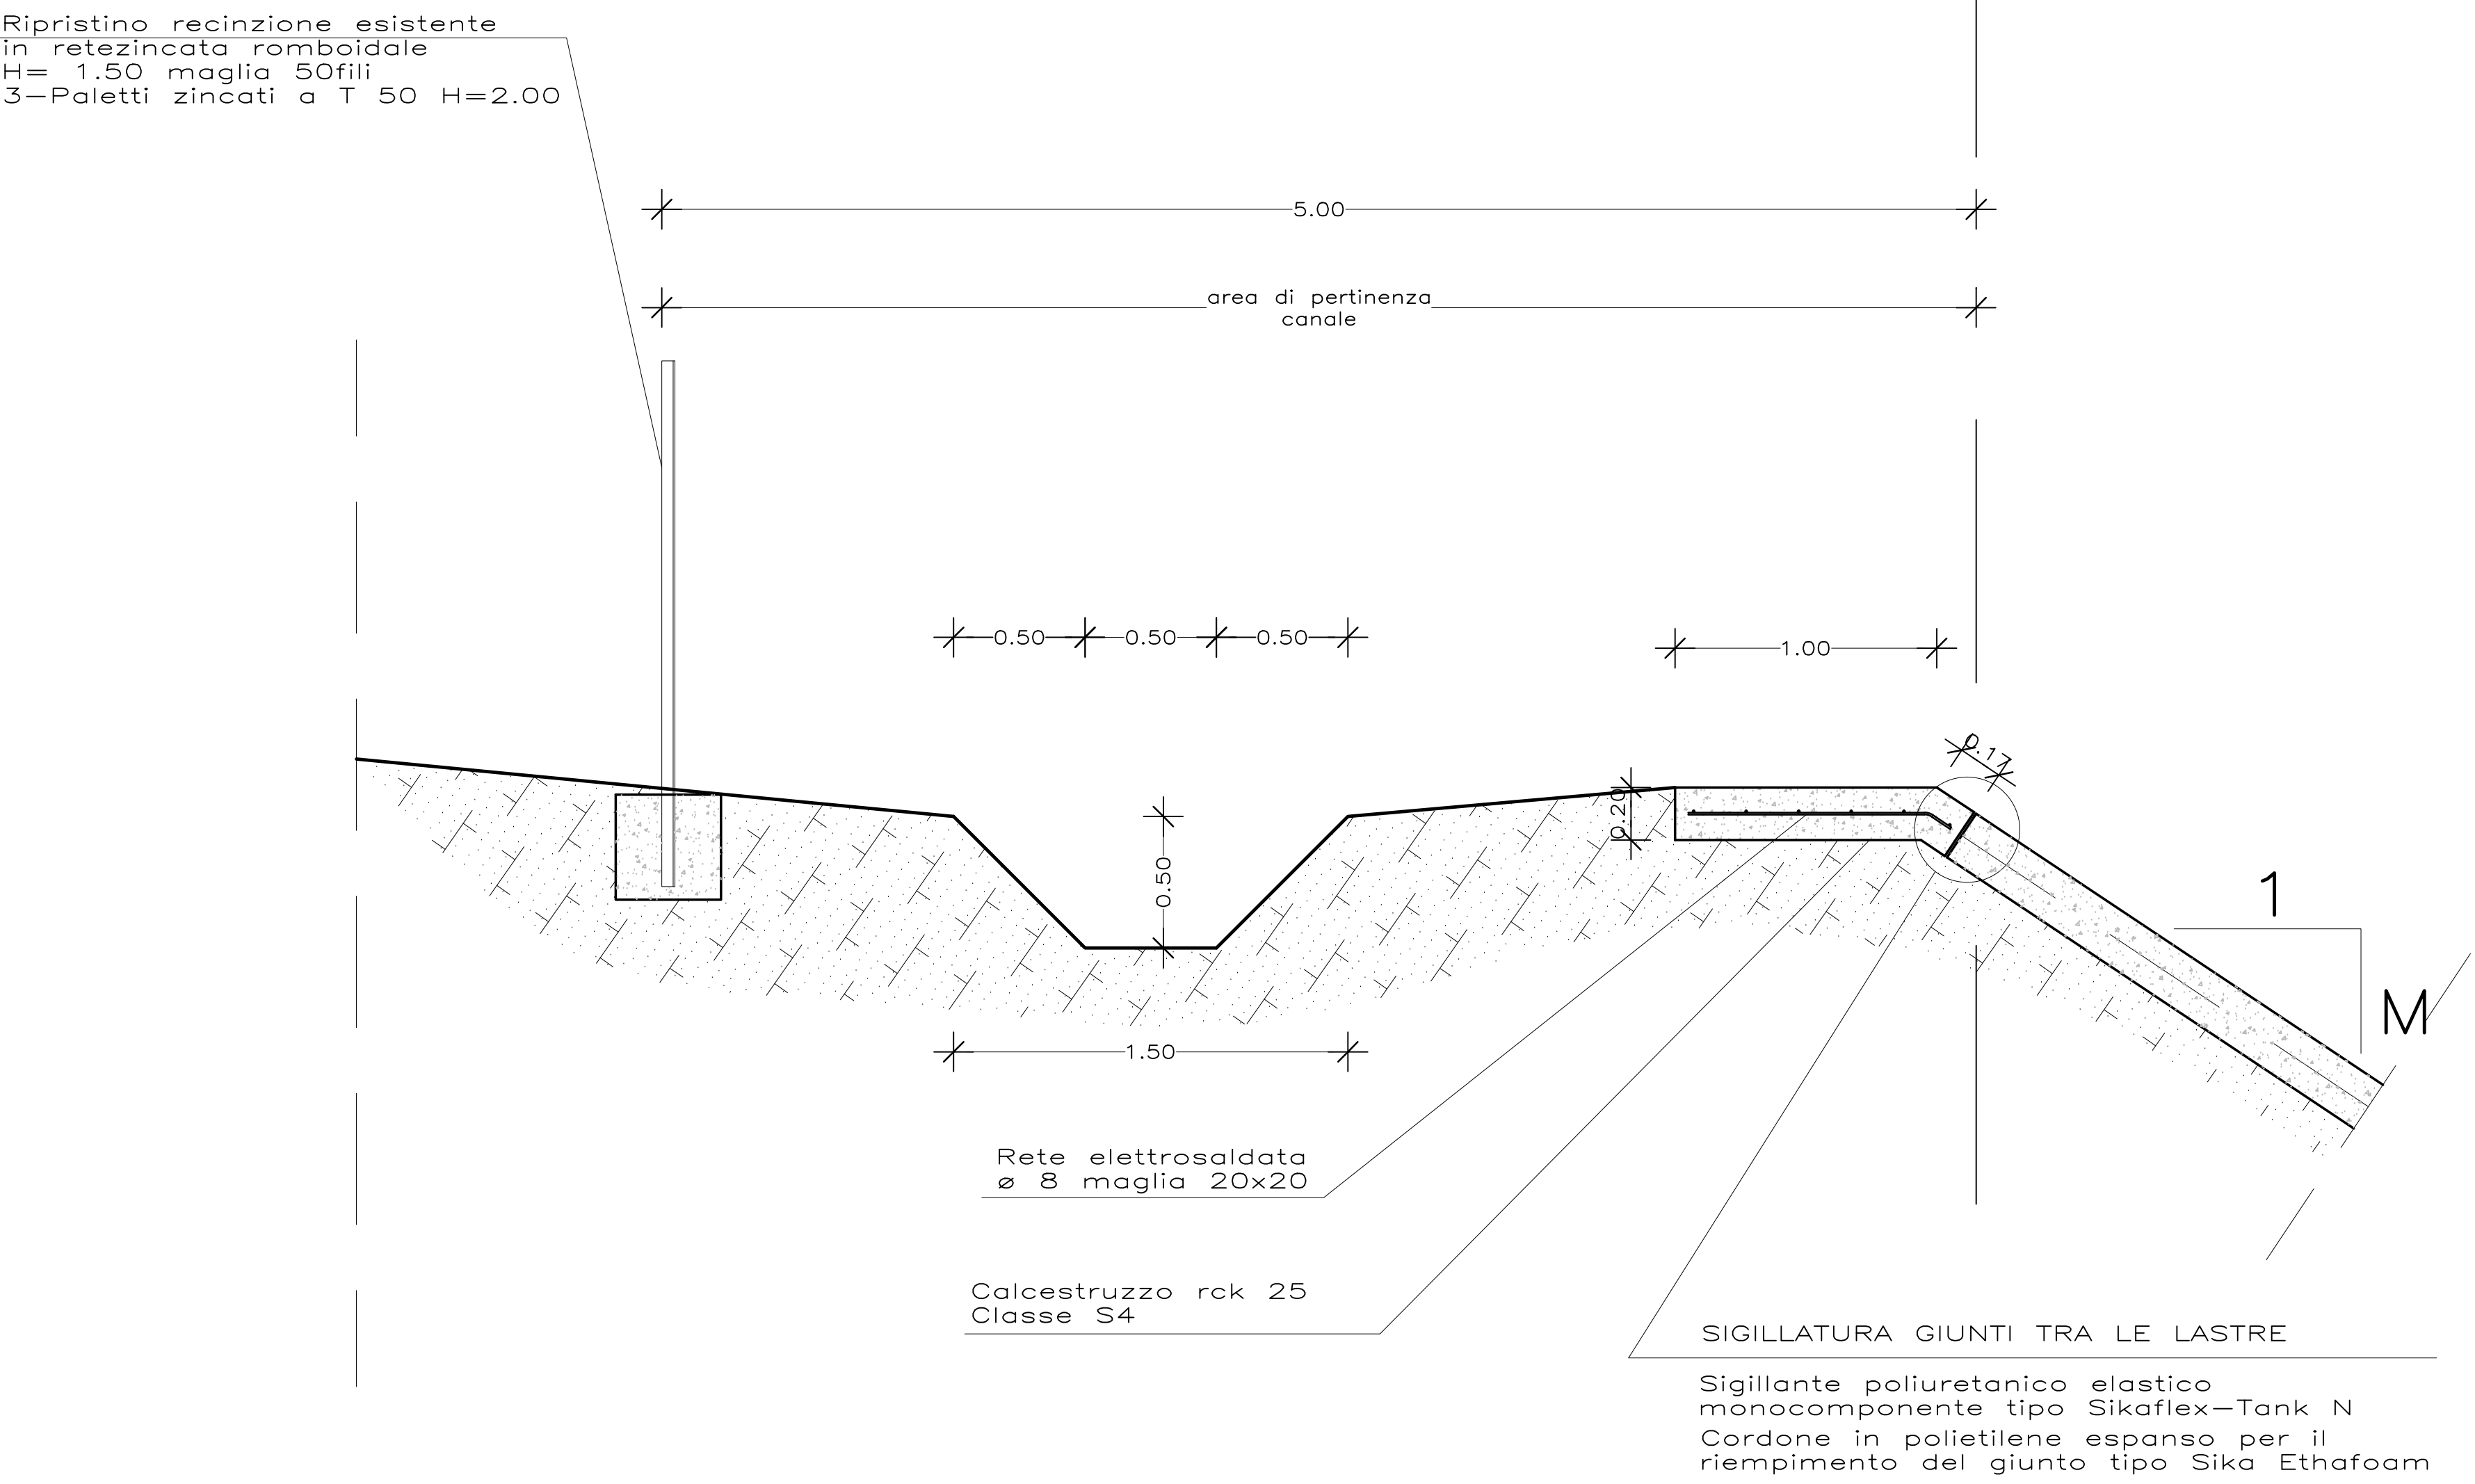 Ripristino recinzione esistente
in retezincata romboidale
H= 1.50 maglia 50fili
3-Paletti zincati a T 50 H=2.00
5.00
area di pertinenza
canale
0.50
0.50
0.50
1.00
0.17
0.20
0.50
1
M
1.50
Rete elettrosaldata
ø 8 maglia 20x20
Calcestruzzo rck 25
Classe S4
SIGILLATURA GIUNTI TRA LE LASTRE
Sigillante poliuretanico elastico
monocomponente tipo Sikaflex-Tank N
Cordone in polietilene espanso per il
riempimento del giunto tipo Sika Ethafoam